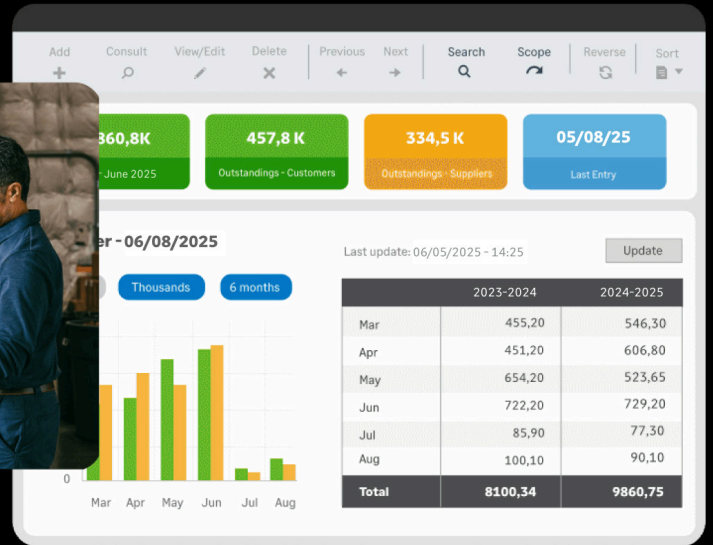 Add Consult View/Edit Delete Previous Next Search Scope Reverse Sort
360,8K 457,8 K 334,5 K 05/08/25
- June 2025 Outstandings - Customers Outstandings - Suppliers Last Entry
er - 06/08/2025
Last update: 06/05/2025 - 14:25 Update
Thousands 6 months
2023-2024 2024-2025
Mar 455,20 546,30
Apr 451,20 606,80
May 654,20 523,65
Jun 722,20 729,20
Jul 85,90 77,30
Aug 100,10 90,10
Total 8100,34 9860,75
0
Mar Apr May Jun Jul Aug